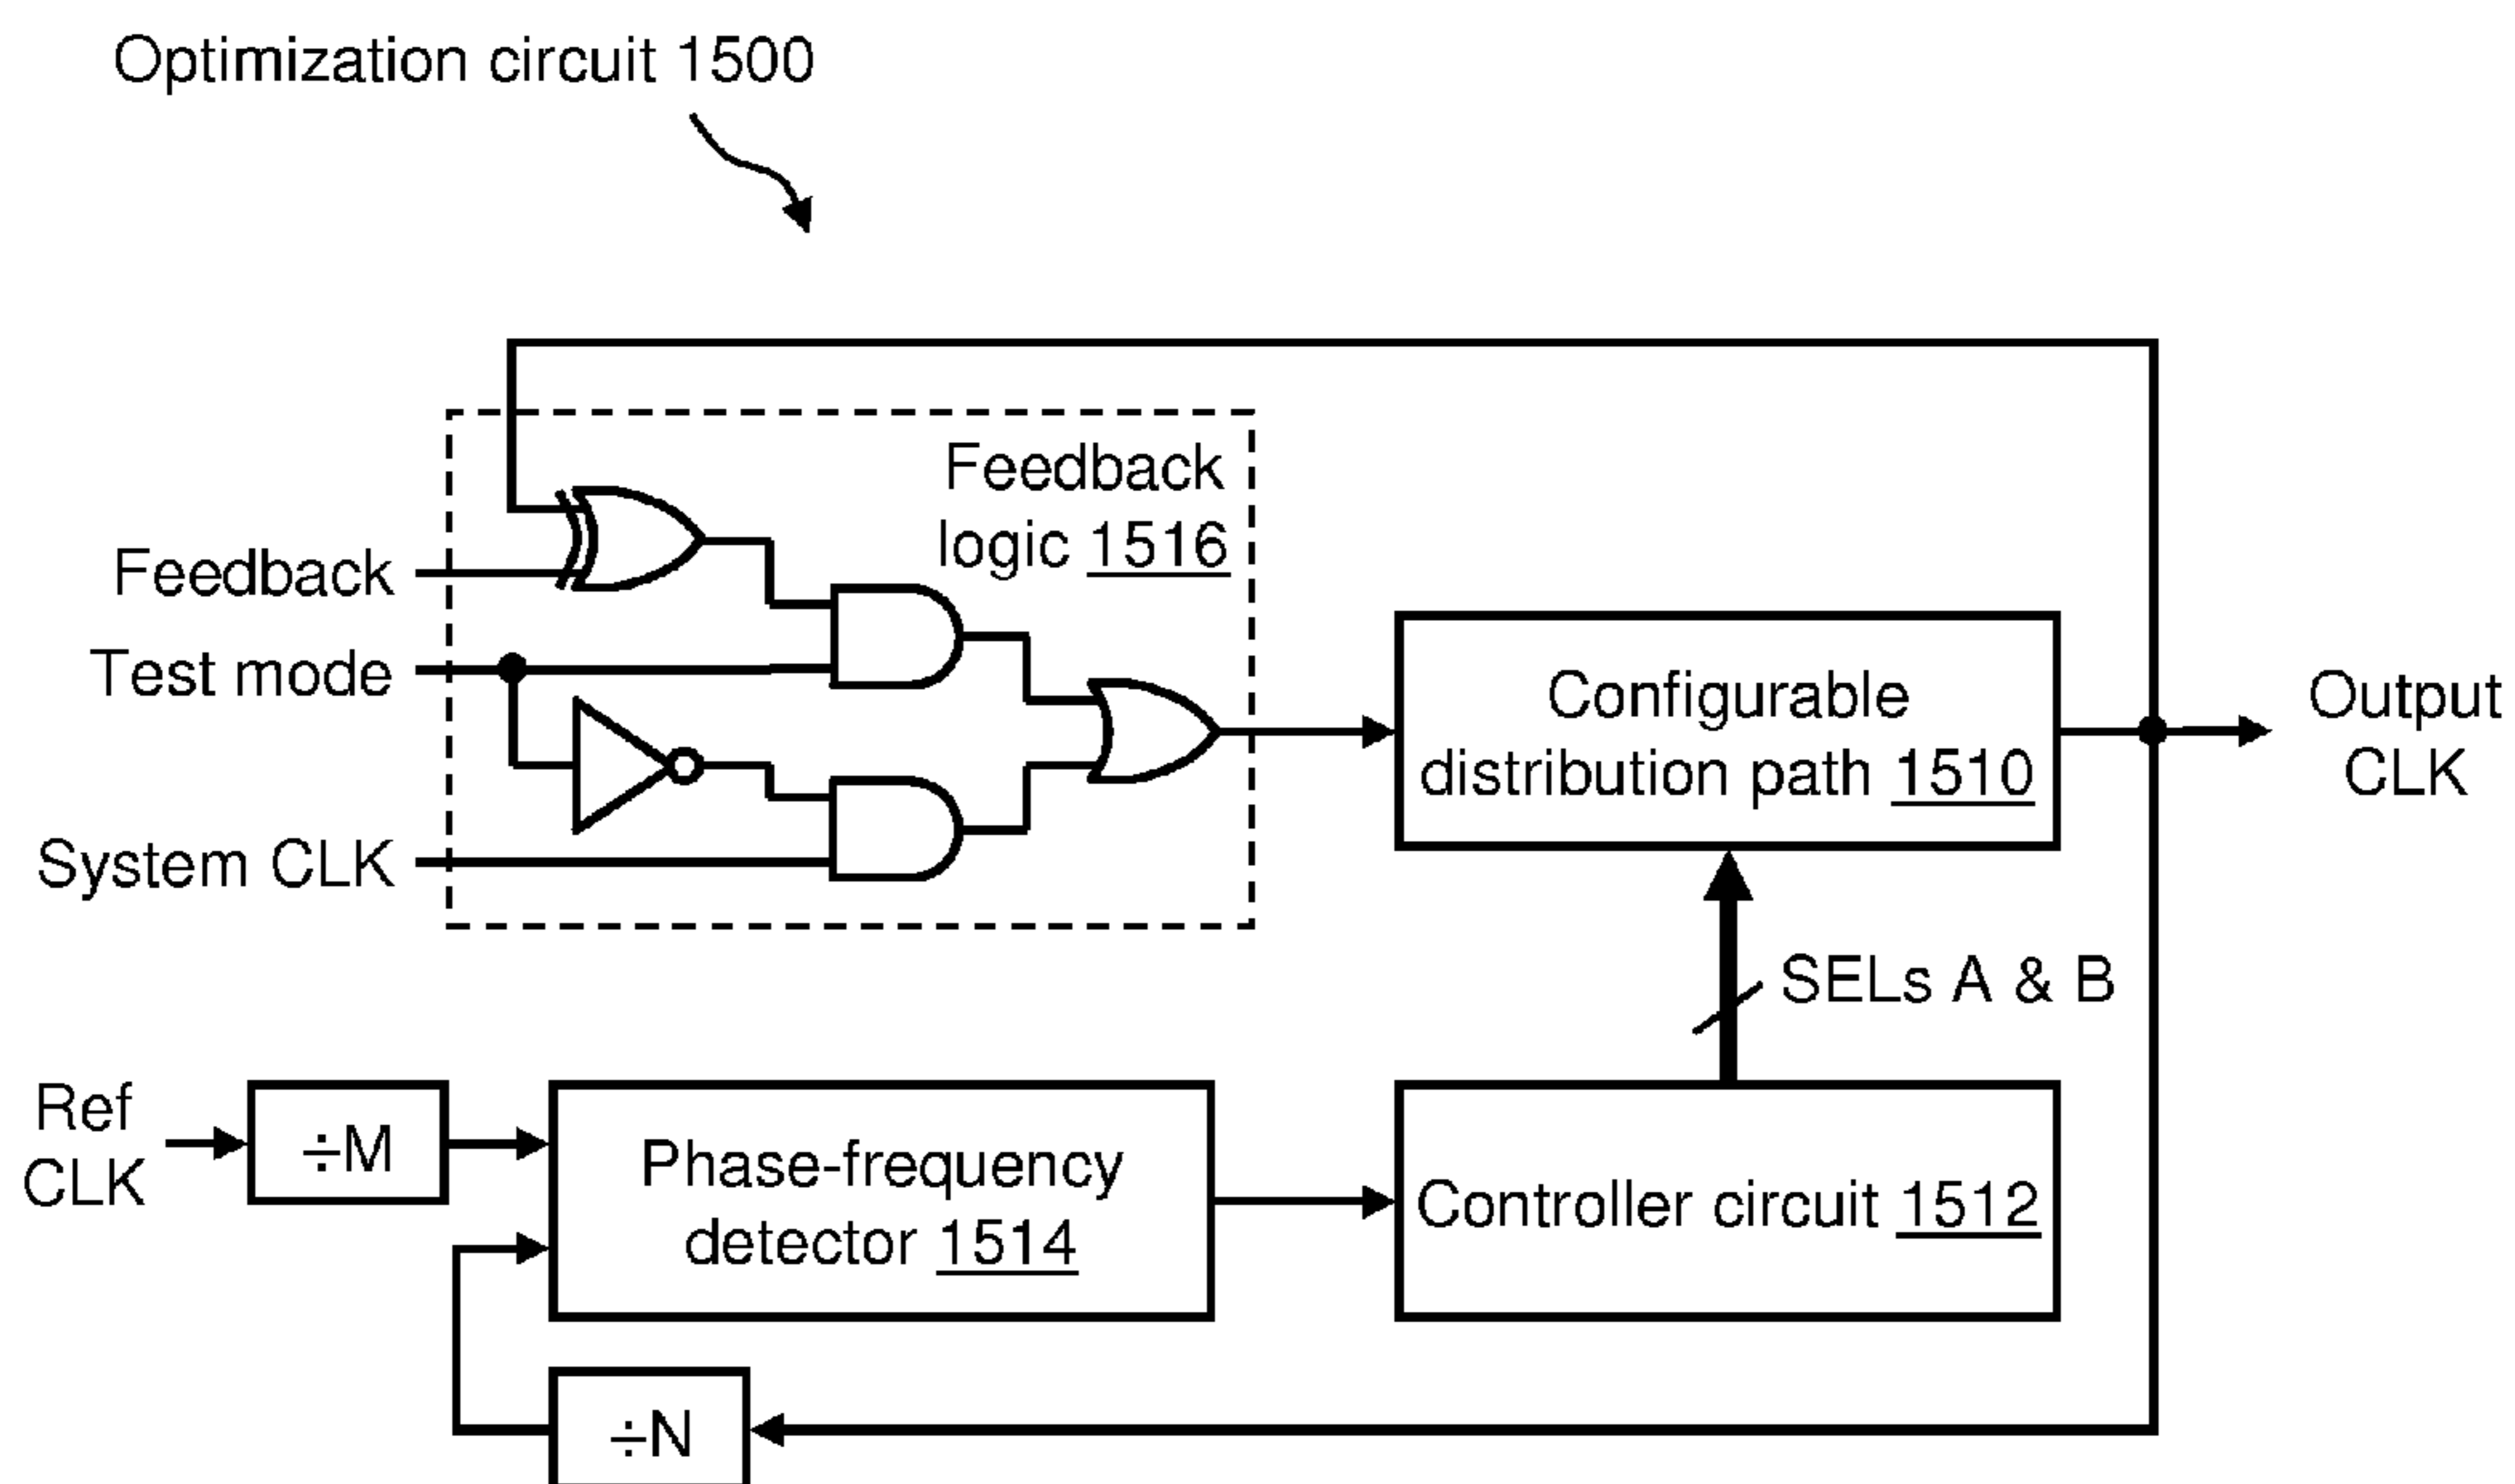 Optimization circuit 1500
Feedback
logic 1516
Feedback
Test mode
System CLK
Configurable
distribution path 1510
Output
CLK
SELs A & B
Ref
CLK
÷M
Phase-frequency
detector 1514
Controller circuit 1512
÷N